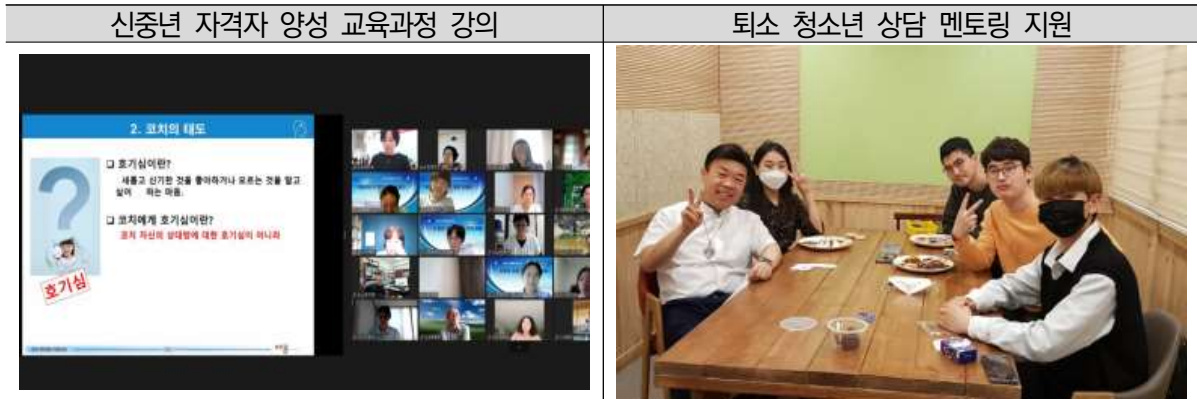 신중년 자격자 양성 교육과정 강의
퇴소 청소년 상담 멘토링 지원
2. 코치의 태도
❑ 호기심이란?
새롭고 신기한 것을 좋아하거나 모르는 것을 알고
싶어 하는 마음.
❑ 코치에게 호기심이란?
코치 자신의 상대방에 대한 호기심이 아니라
호기심